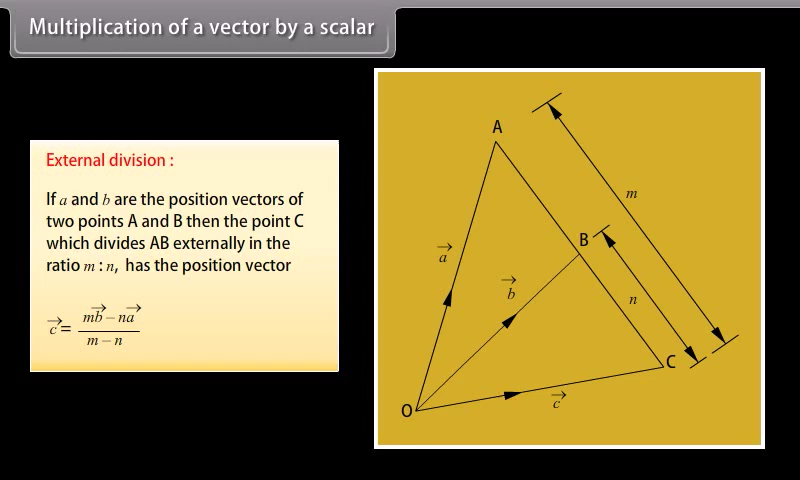 Multiplication of a vector by a scalar
External division :
If a and b are the position vectors of
two points A and B then the point C
which divides AB externally in the
ratio m : n, has the position vector
c⃗ = (mb⃗ – na⃗) / (m – n)
A
m
B
a⃗
b⃗
n
C
O
c⃗